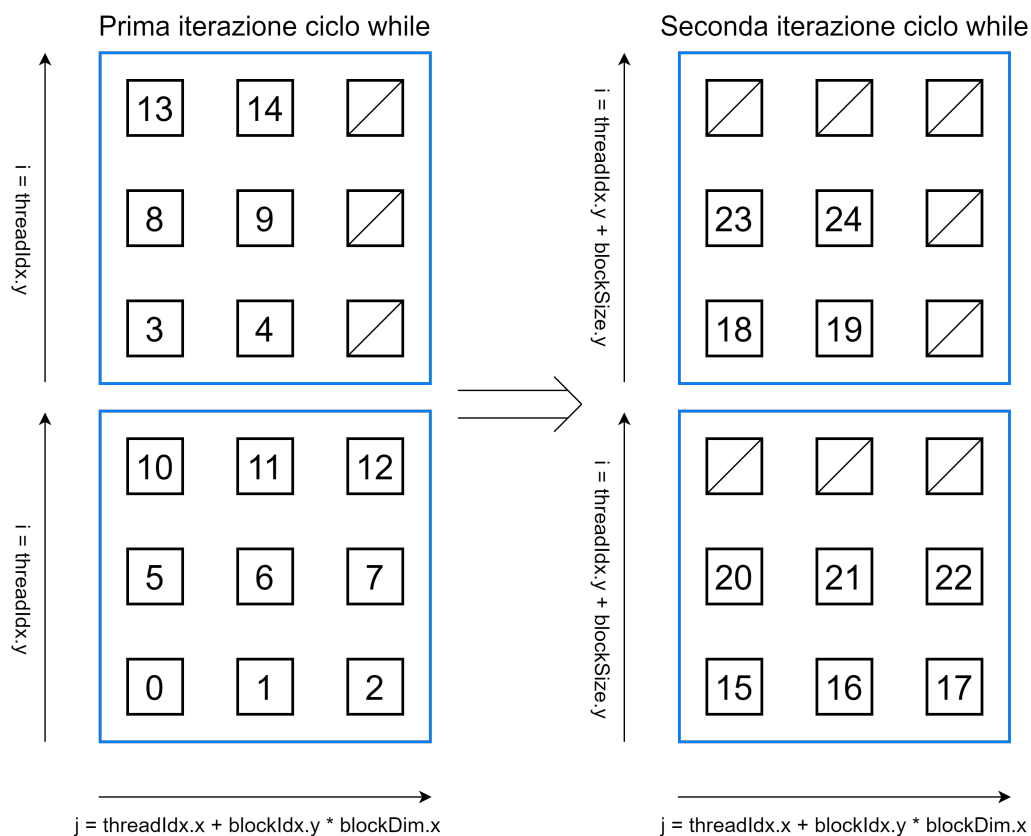 Prima iterazione ciclo while
Seconda iterazione ciclo while
i = threadIdx.y
13 14
8 9
3 4
i = threadIdx.y + blockSize.y
23 24
18 19
i = threadIdx.y
10 11 12
5 6 7
0 1 2
i = threadIdx.y + blockSize.y
20 21 22
15 16 17
j = threadIdx.x + blockIdx.y * blockDim.x
j = threadIdx.x + blockIdx.y * blockDim.x